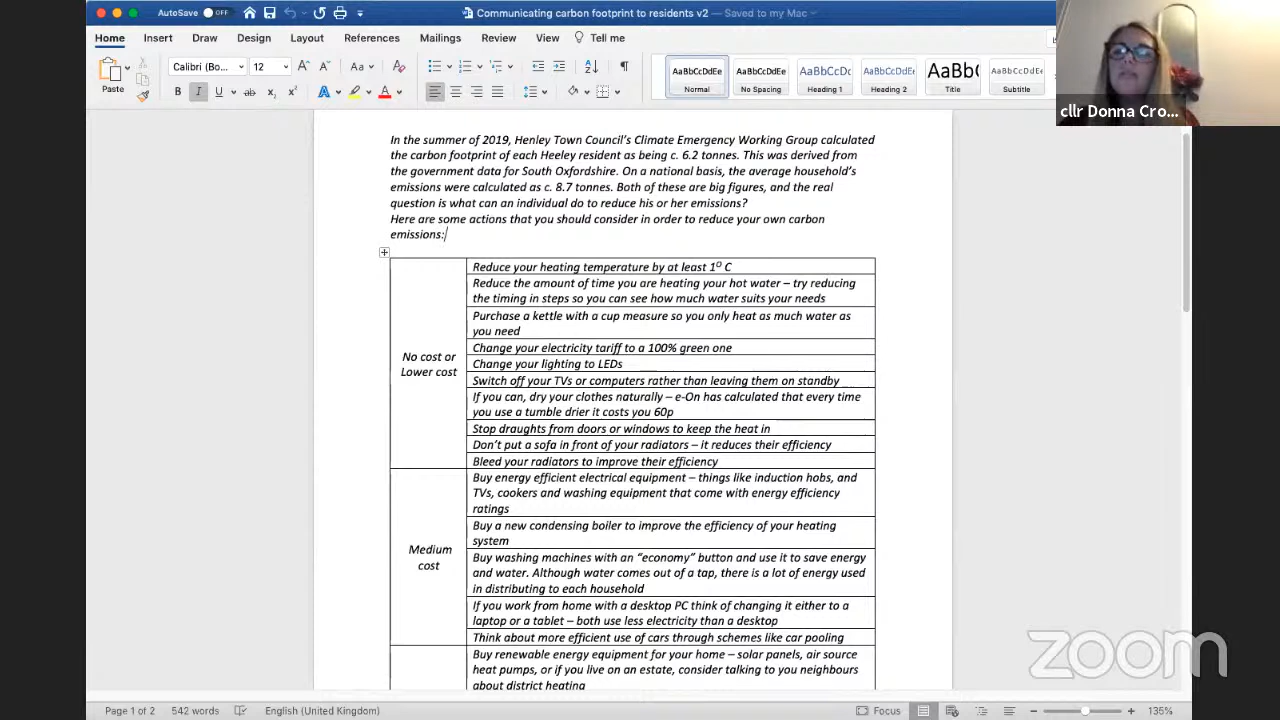 AutoSave OFF
Communicating carbon footprint to residents v2 — Saved to my Mac
Home Insert Draw Design Layout References Mailings Review View Tell me
Paste
Calibri (Bo... 12
AaBbCcDdEe AaBbCcDdEe AaBbCcDc AaBbCcDdEe AaBb( AaBbCcDdEe
Normal No Spacing Heading 1 Heading 2 Title Subtitle
cllr Donna Cro...
In the summer of 2019, Henley Town Council's Climate Emergency Working Group calculated
the carbon footprint of each Heeley resident as being c. 6.2 tonnes. This was derived from
the government data for South Oxfordshire. On a national basis, the average household's
emissions were calculated as c. 8.7 tonnes. Both of these are big figures, and the real
question is what can an individual do to reduce his or her emissions?
Here are some actions that you should consider in order to reduce your own carbon
emissions:
No cost or
Lower cost
Reduce your heating temperature by at least 1⁰ C
Reduce the amount of time you are heating your hot water – try reducing
the timing in steps so you can see how much water suits your needs
Purchase a kettle with a cup measure so you only heat as much water as
you need
Change your electricity tariff to a 100% green one
Change your lighting to LEDs
Switch off your TVs or computers rather than leaving them on standby
If you can, dry your clothes naturally – e-On has calculated that every time
you use a tumble drier it costs you 60p
Stop draughts from doors or windows to keep the heat in
Don't put a sofa in front of your radiators – it reduces their efficiency
Bleed your radiators to improve their efficiency
Medium
cost
Buy energy efficient electrical equipment – things like induction hobs, and
TVs, cookers and washing equipment that come with energy efficiency
ratings
Buy a new condensing boiler to improve the efficiency of your heating
system
Buy washing machines with an “economy” button and use it to save energy
and water. Although water comes out of a tap, there is a lot of energy used
in distributing to each household
If you work from home with a desktop PC think of changing it either to a
laptop or a tablet – both use less electricity than a desktop
Think about more efficient use of cars through schemes like car pooling
Buy renewable energy equipment for your home – solar panels, air source
heat pumps, or if you live on an estate, consider talking to you neighbours
about district heating
zoom
Page 1 of 2 542 words English (United Kingdom) Focus 135%